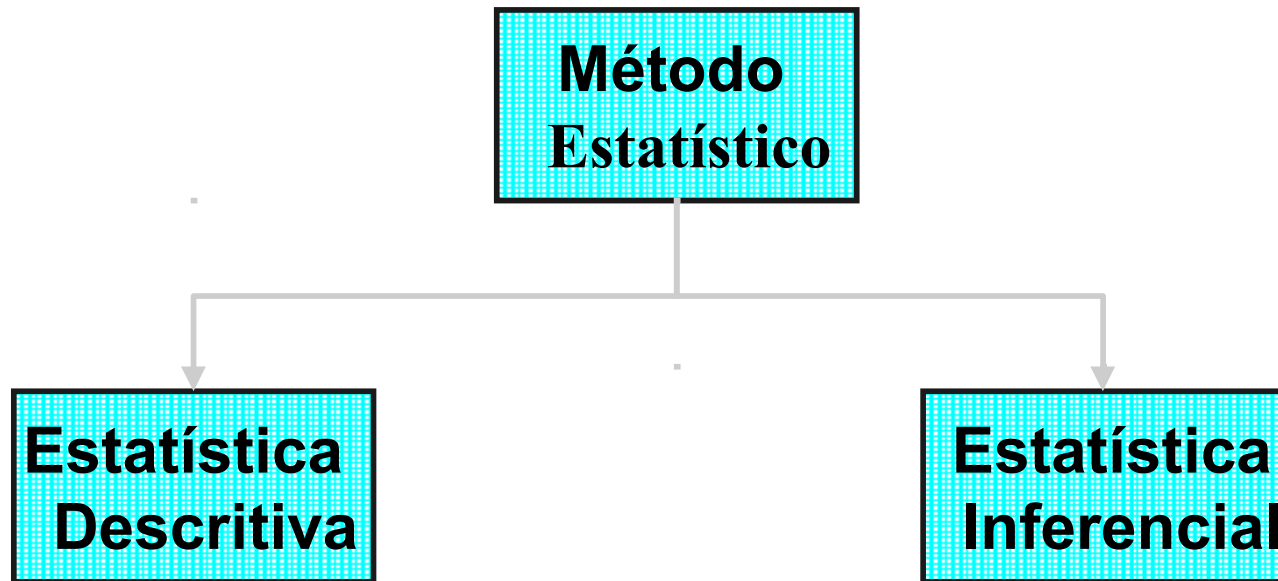 Método
Estatístico
Estatística
Descritiva
Estatística
Inferencial